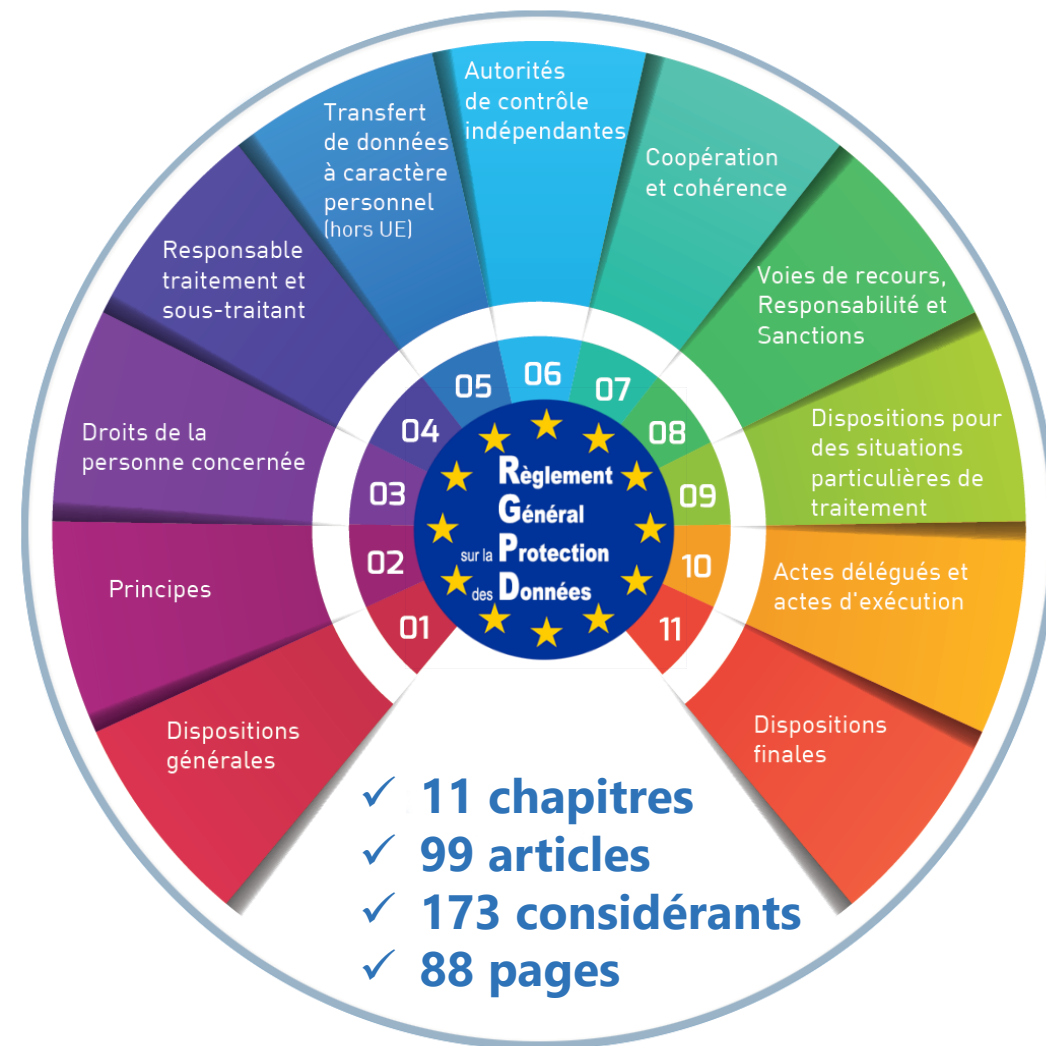 Autorités
de contrôle
indépendantes
Transfert
de données
à caractère
personnel
(hors UE)
Coopération
et cohérence
Responsable
traitement et
sous-traitant
Voies de recours,
Responsabilité et
Sanctions
Droits de la
personne concernée
Dispositions pour
des situations
particulières de
traitement
Principes
Actes délégués et
actes d'exécution
Dispositions
générales
Dispositions
finales
01
02
03
04
05
06
07
08
09
10
11
Règlement
Général
sur la Protection
des Données
✓ 11 chapitres
✓ 99 articles
✓ 173 considérants
✓ 88 pages